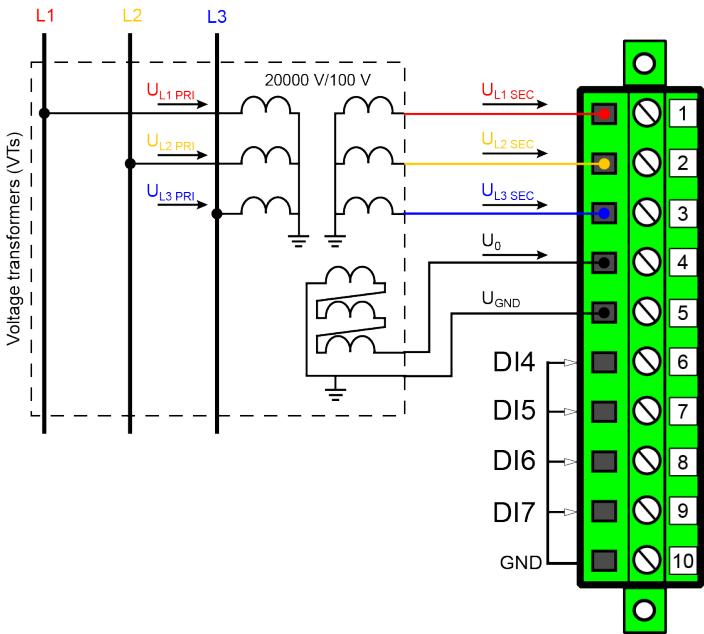 L1 L2 L3
20000 V/100 V
Voltage transformers (VTs)
UL1 PRI
UL1 SEC
1
UL2 PRI
UL2 SEC
2
UL3 PRI
UL3 SEC
3
U0
4
UGND
5
DI4
6
DI5
7
DI6
8
DI7
9
GND
10